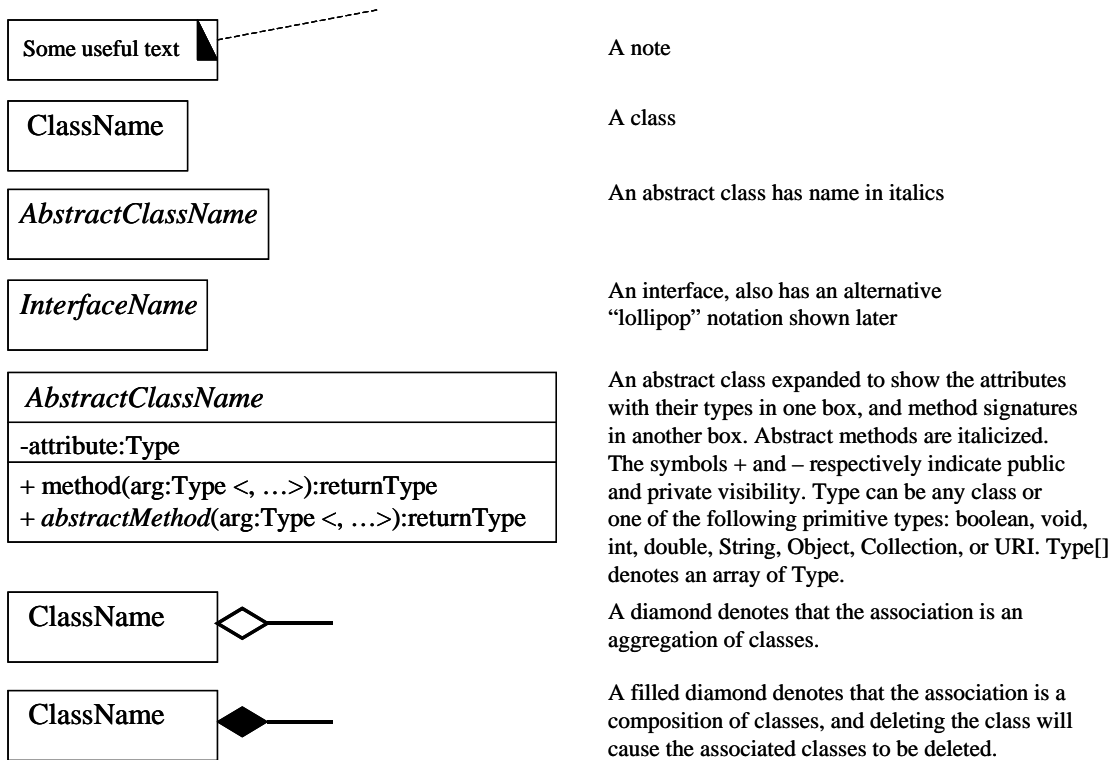 Some useful text
A note
ClassName
A class
AbstractClassName
An abstract class has name in italics
InterfaceName
An interface, also has an alternative
“lollipop” notation shown later
AbstractClassName
-attribute:Type
+ method(arg:Type <, …>):returnType
+ abstractMethod(arg:Type <, …>):returnType
An abstract class expanded to show the attributes
with their types in one box, and method signatures
in another box. Abstract methods are italicized.
The symbols + and – respectively indicate public
and private visibility. Type can be any class or
one of the following primitive types: boolean, void,
int, double, String, Object, Collection, or URI. Type[]
denotes an array of Type.
ClassName
A diamond denotes that the association is an
aggregation of classes.
ClassName
A filled diamond denotes that the association is a
composition of classes, and deleting the class will
cause the associated classes to be deleted.